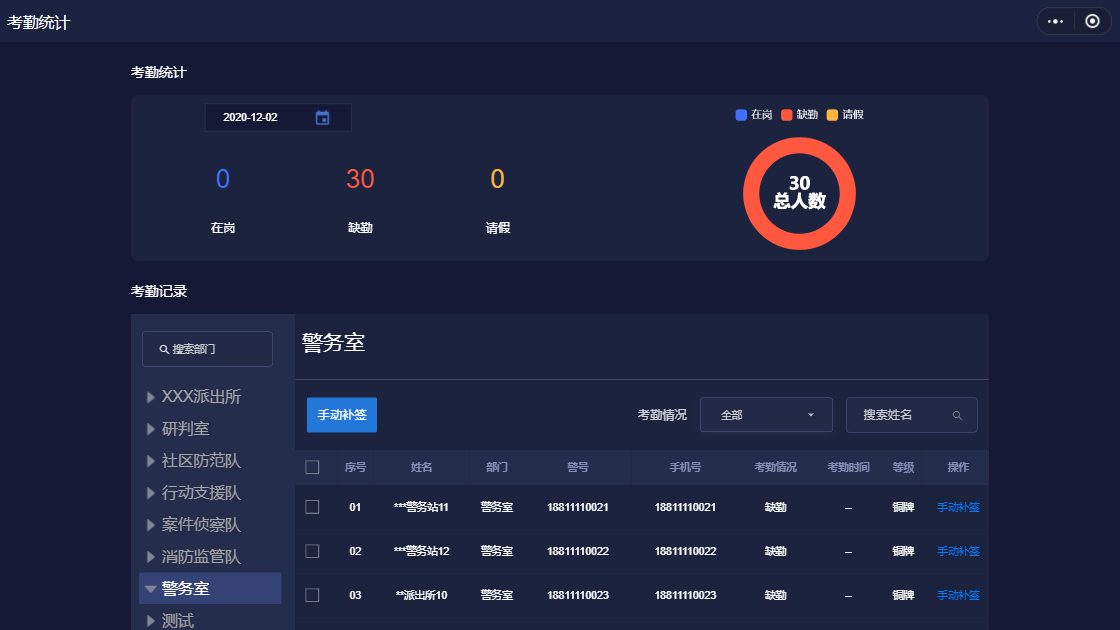 考勤统计
考勤统计
2020-12-02
在岗 缺勤 请假
0 30 0
在岗 缺勤 请假
30
总人数
考勤记录
搜索部门
XXX派出所
研判室
社区防范队
行动支援队
案件侦察队
消防监管队
警务室
测试
警务室
手动补签 考勤情况 全部 搜索姓名
序号 姓名 部门 警号 手机号 考勤情况 考勤时间 等级 操作
01 ***警务站11 警务室 18811110021 18811110021 缺勤 -- 铜牌 手动补签
02 ***警务站12 警务室 18811110022 18811110022 缺勤 -- 铜牌 手动补签
03 **派出所10 警务室 18811110023 18811110023 缺勤 -- 铜牌 手动补签